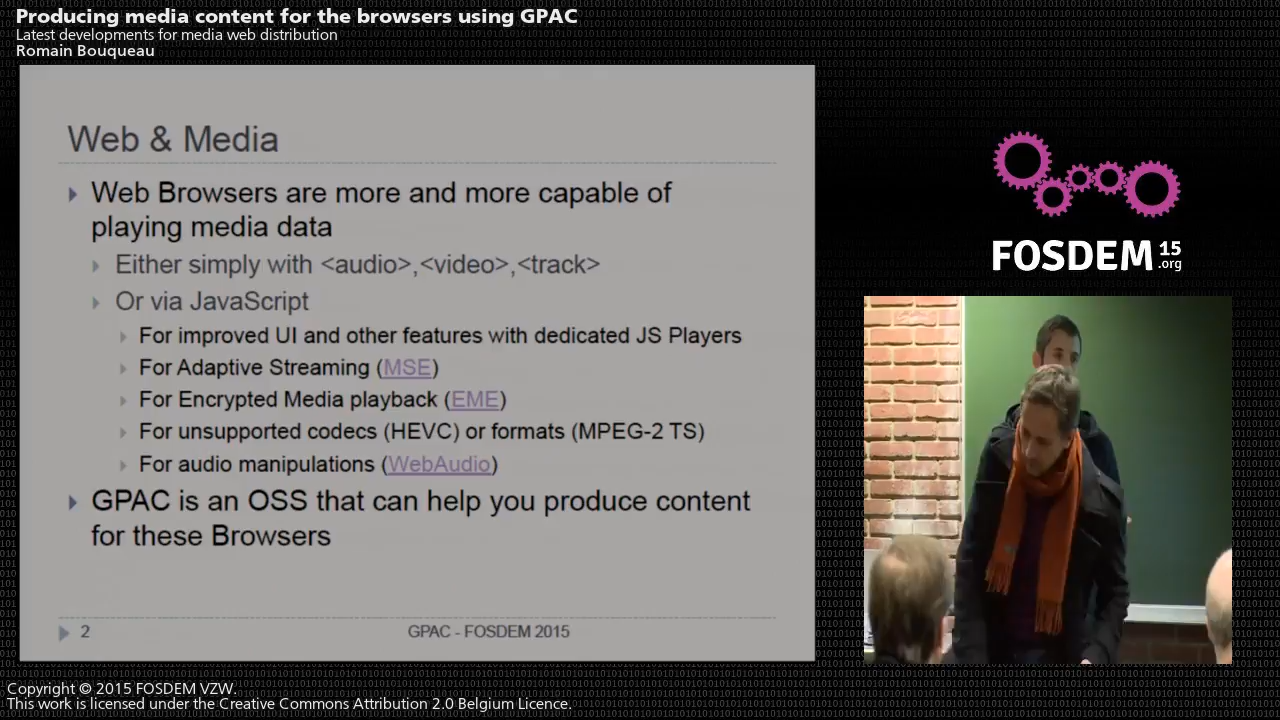 Producing media content for the browsers using GPAC
Latest developments for media web distribution
Romain Bouqueau
Web & Media
Web Browsers are more and more capable of
playing media data
Either simply with <audio>,<video>,<track>
Or via JavaScript
For improved UI and other features with dedicated JS Players
For Adaptive Streaming (MSE)
For Encrypted Media playback (EME)
For unsupported codecs (HEVC) or formats (MPEG-2 TS)
For audio manipulations (WebAudio)
GPAC is an OSS that can help you produce content
for these Browsers
2
GPAC - FOSDEM 2015
FOSDEM 15
.org
Copyright © 2015 FOSDEM VZW.
This work is licensed under the Creative Commons Attribution 2.0 Belgium Licence.